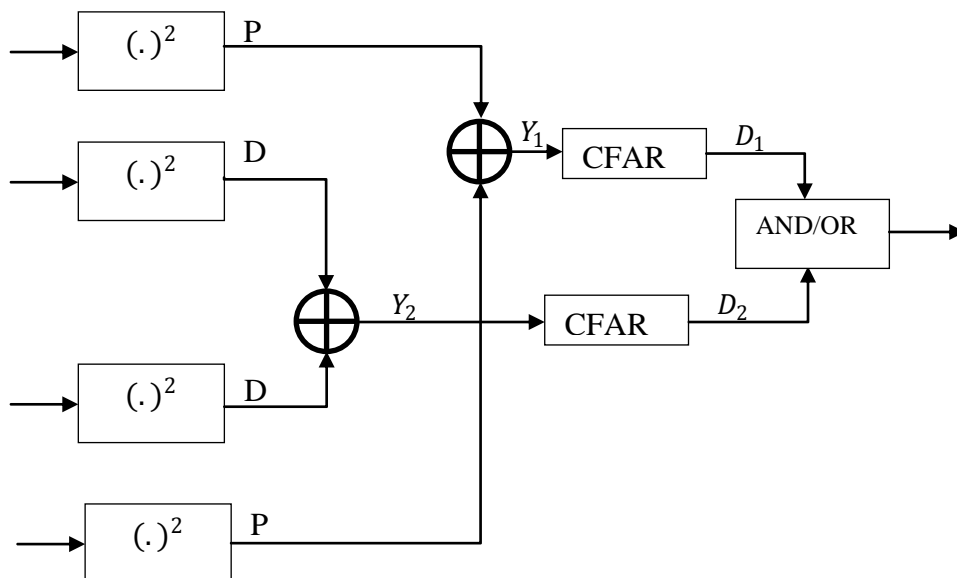 (.)²
P
(.)²
D
Y₁
CFAR
D₁
AND/OR
Y₂
CFAR
D₂
(.)²
D
(.)²
P